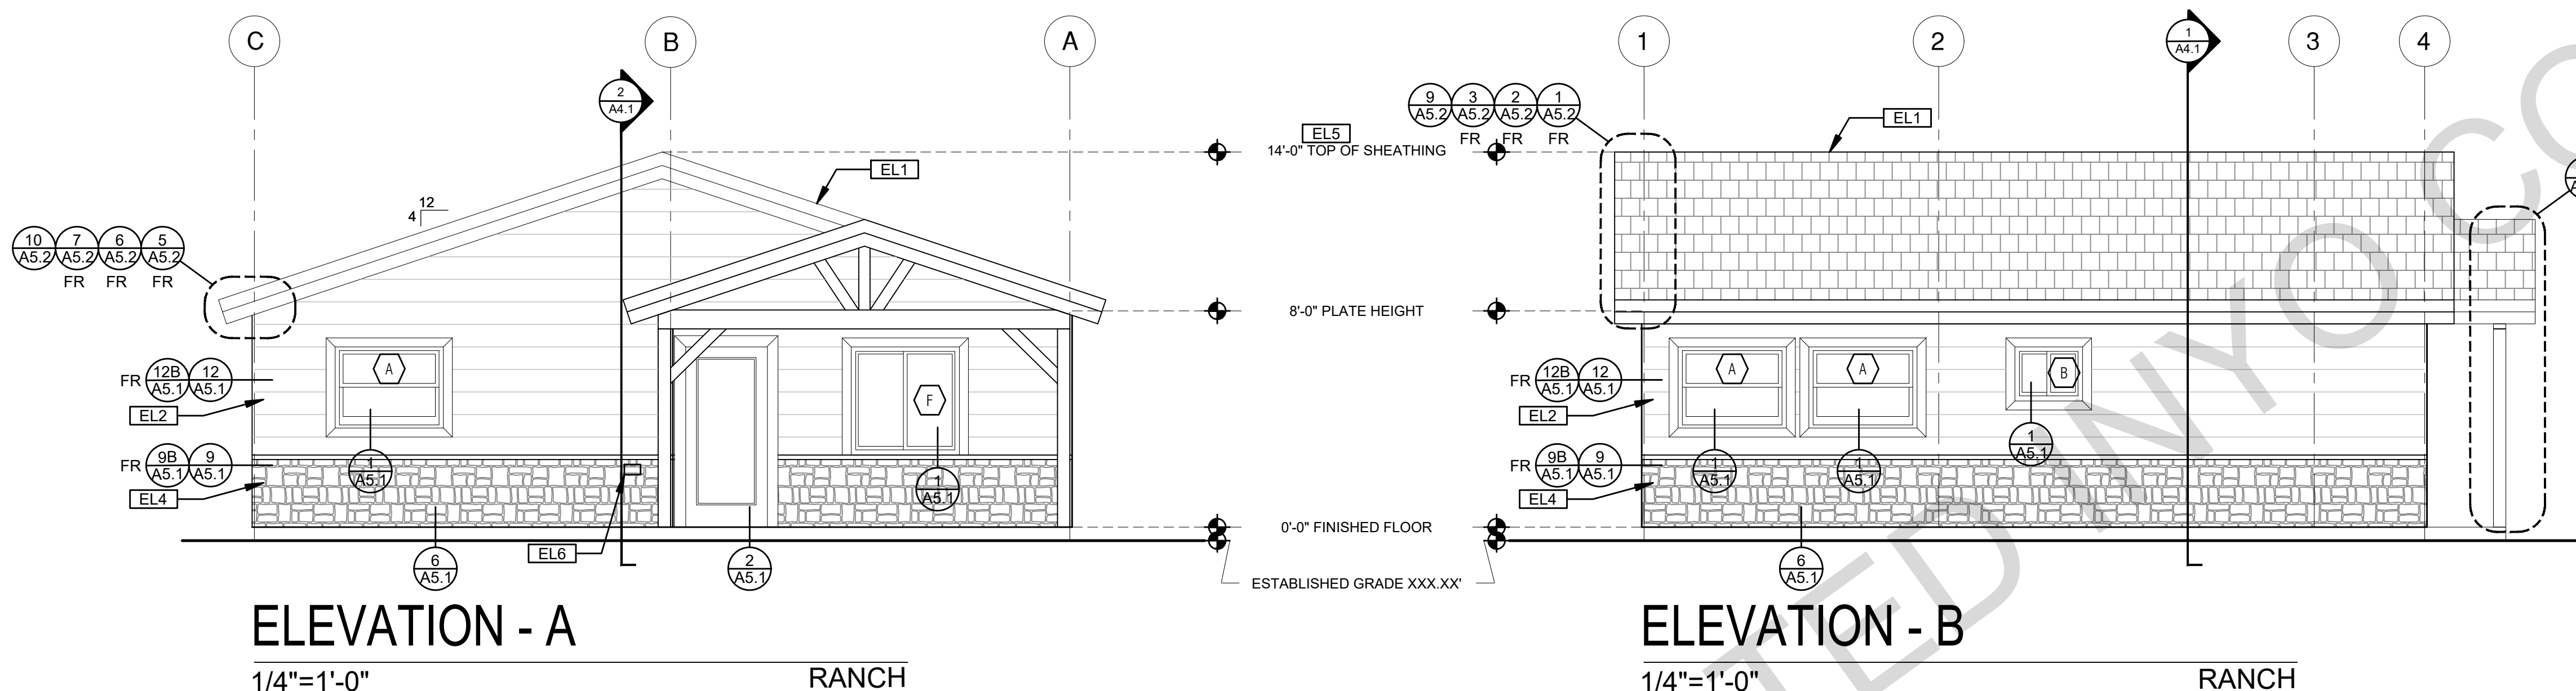 C
B
A
2
A4.1
EL1
12
4
10
A5.2
7
A5.2
6
A5.2
5
A5.2
FR
FR
FR
A
F
FR
12B
A5.1
12
A5.1
EL2
FR
9B
A5.1
9
A5.1
EL4
1
A5.1
1
A5.1
6
A5.1
EL6
2
A5.1
ELEVATION - A
1/4"=1'-0"
RANCH
EL5
14'-0" TOP OF SHEATHING
8'-0" PLATE HEIGHT
0'-0" FINISHED FLOOR
ESTABLISHED GRADE XXX.XX'
1
2
3
4
1
A4.1
9
A5.2
3
A5.2
2
A5.2
1
A5.2
FR
FR
FR
EL1
A
A
B
FR
12B
A5.1
12
A5.1
EL2
FR
9B
A5.1
9
A5.1
EL4
1
A5.1
1
A5.1
1
A5.1
6
A5.1
ELEVATION - B
1/4"=1'-0"
RANCH
INYO